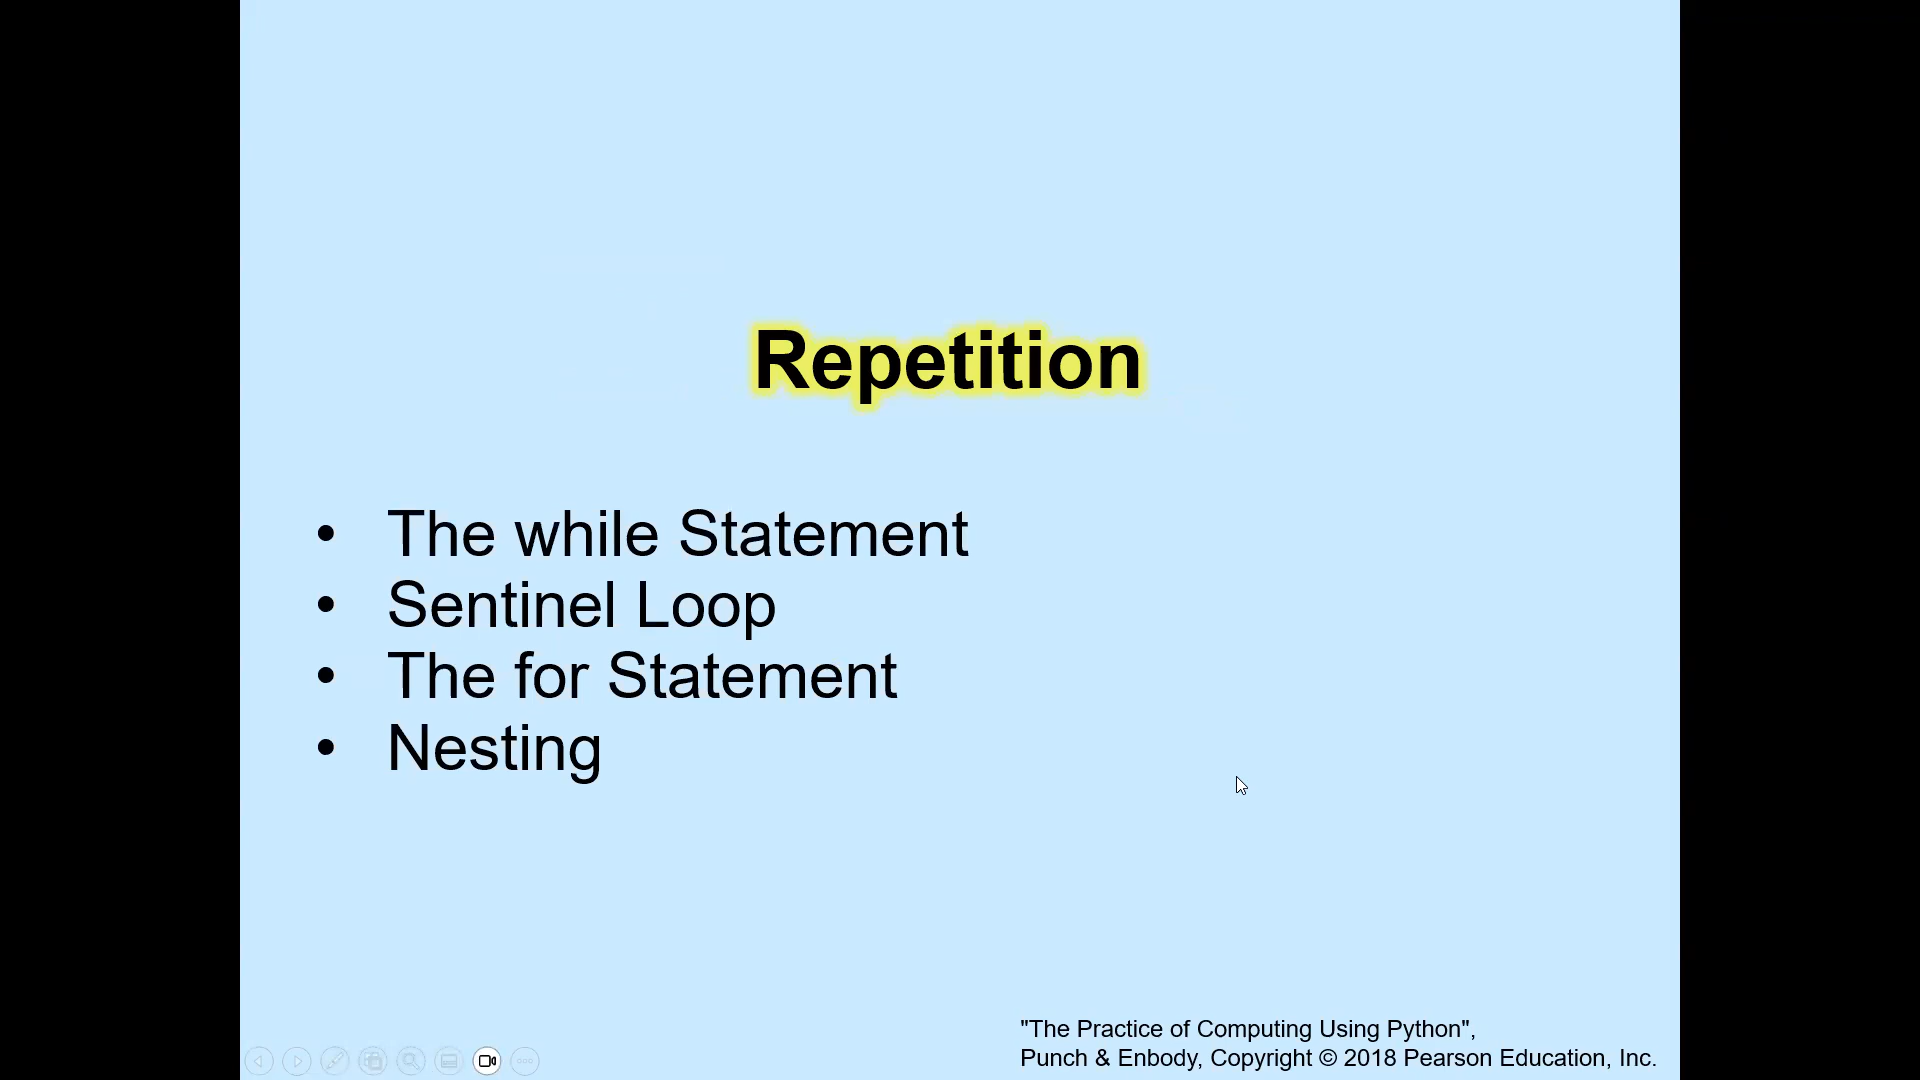 Repetition
• The while Statement
• Sentinel Loop
• The for Statement
• Nesting
"The Practice of Computing Using Python",
Punch & Enbody, Copyright © 2018 Pearson Education, Inc.